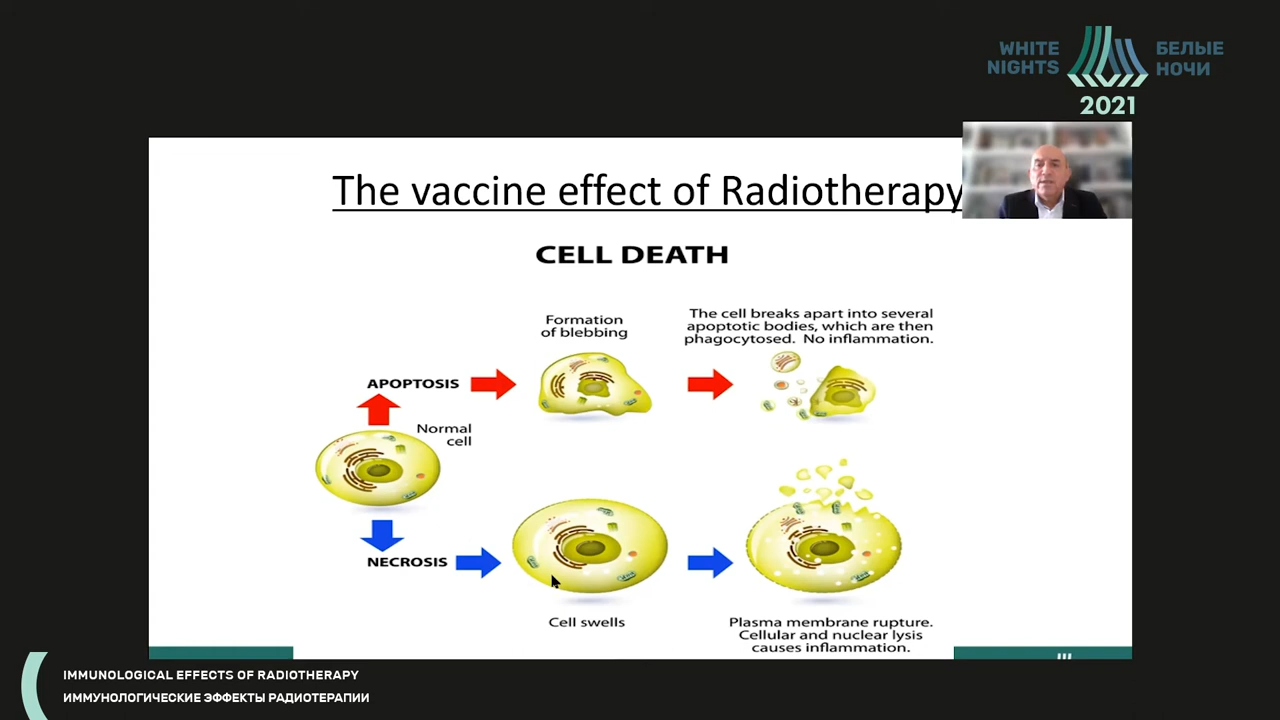 WHITE
NIGHTS
БЕЛЫЕ
НОЧИ
2021
The vaccine effect of Radiotherapy
CELL DEATH
Formation
of blebbing
The cell breaks apart into several
apoptotic bodies, which are then
phagocytosed. No inflammation.
APOPTOSIS
Normal
cell
NECROSIS
Cell swells
Plasma membrane rupture.
Cellular and nuclear lysis
causes inflammation.
IMMUNOLOGICAL EFFECTS OF RADIOTHERAPY
ИММУНОЛОГИЧЕСКИЕ ЭФФЕКТЫ РАДИОТЕРАПИИ